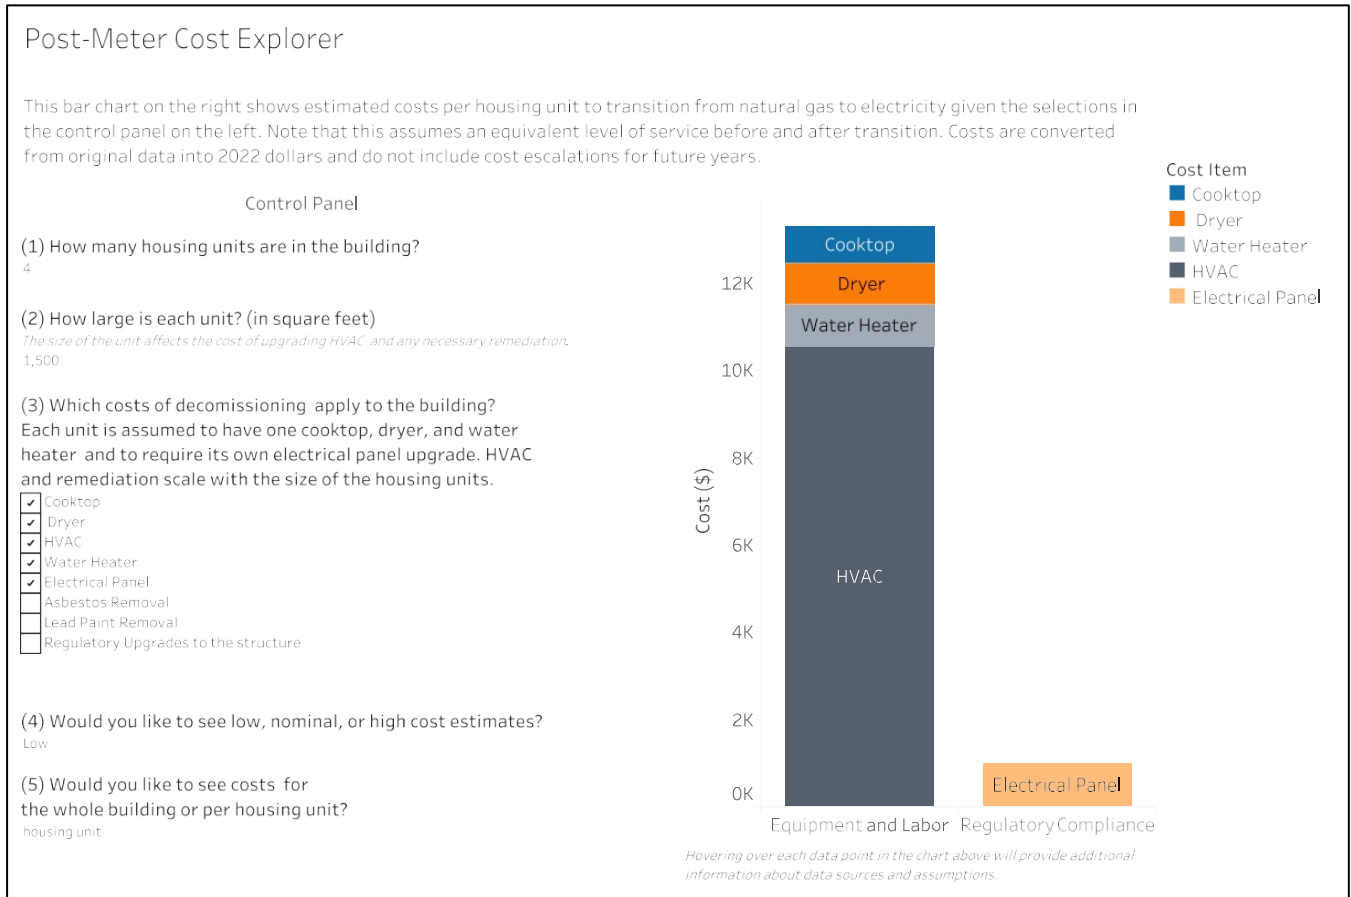 Post-Meter Cost Explorer
This bar chart on the right shows estimated costs per housing unit to transition from natural gas to electricity given the selections in
the control panel on the left. Note that this assumes an equivalent level of service before and after transition. Costs are converted
from original data into 2022 dollars and do not include cost escalations for future years.
Control Panel
(1) How many housing units are in the building?
4
(2) How large is each unit? (in square feet)
The size of the unit affects the cost of upgrading HVAC and any necessary remediation.
1,500
(3) Which costs of decomissioning apply to the building?
Each unit is assumed to have one cooktop, dryer, and water
heater and to require its own electrical panel upgrade. HVAC
and remediation scale with the size of the housing units.
Cooktop
Dryer
HVAC
Water Heater
Electrical Panel
Asbestos Removal
Lead Paint Removal
Regulatory Upgrades to the structure
(4) Would you like to see low, nominal, or high cost estimates?
Low
(5) Would you like to see costs for
the whole building or per housing unit?
housing unit
Cost ($)
12K
10K
8K
6K
4K
2K
0K
Cooktop
Dryer
Water Heater
HVAC
Electrical Panel
Equipment and Labor
Regulatory Compliance
Hovering over each data point in the chart above will provide additional
information about data sources and assumptions.
Cost Item
Cooktop
Dryer
Water Heater
HVAC
Electrical Panel